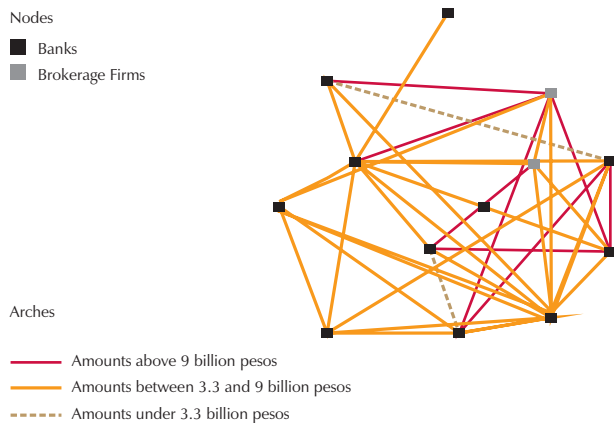 Nodes
Banks
Brokerage Firms
Arches
Amounts above 9 billion pesos
Amounts between 3.3 and 9 billion pesos
Amounts under 3.3 billion pesos